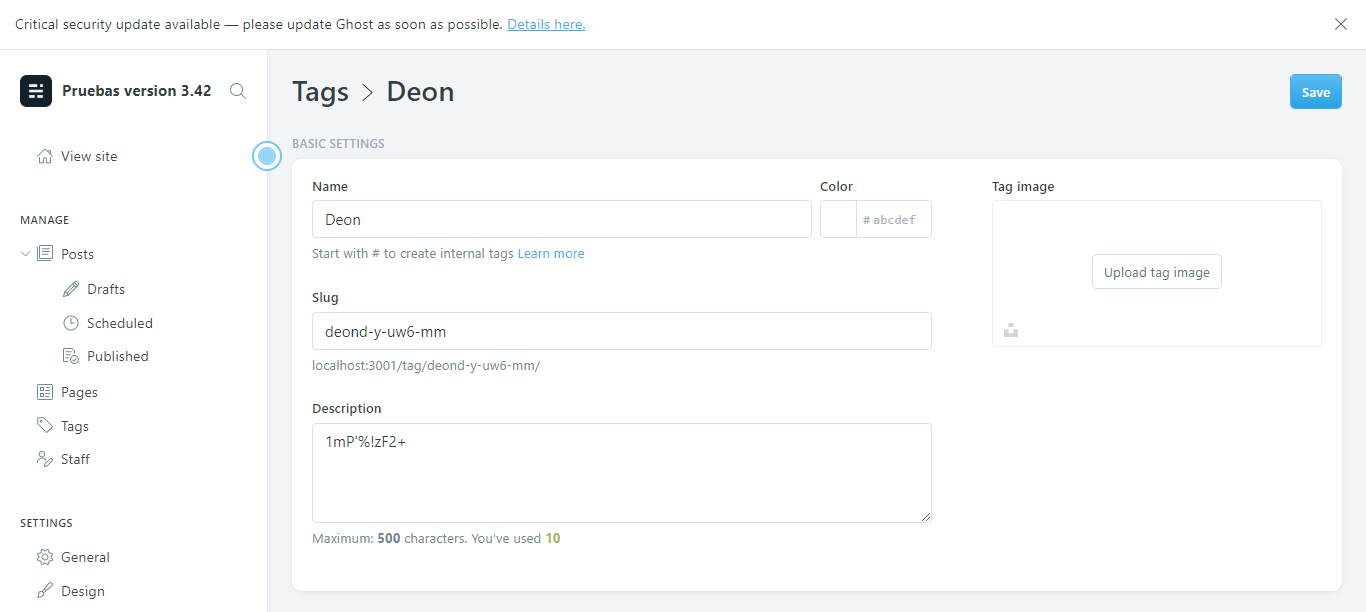 Critical security update available — please update Ghost as soon as possible. Details here.
Pruebas version 3.42
View site
MANAGE
Posts
Drafts
Scheduled
Published
Pages
Tags
Staff
SETTINGS
General
Design
Tags > Deon
Save
BASIC SETTINGS
Name
Deon
Start with # to create internal tags Learn more
Color
# abcdef
Slug
deond-y-uw6-mm
localhost:3001/tag/deond-y-uw6-mm/
Description
1mP'%!zF2+
Maximum: 500 characters. You've used 10
Tag image
Upload tag image